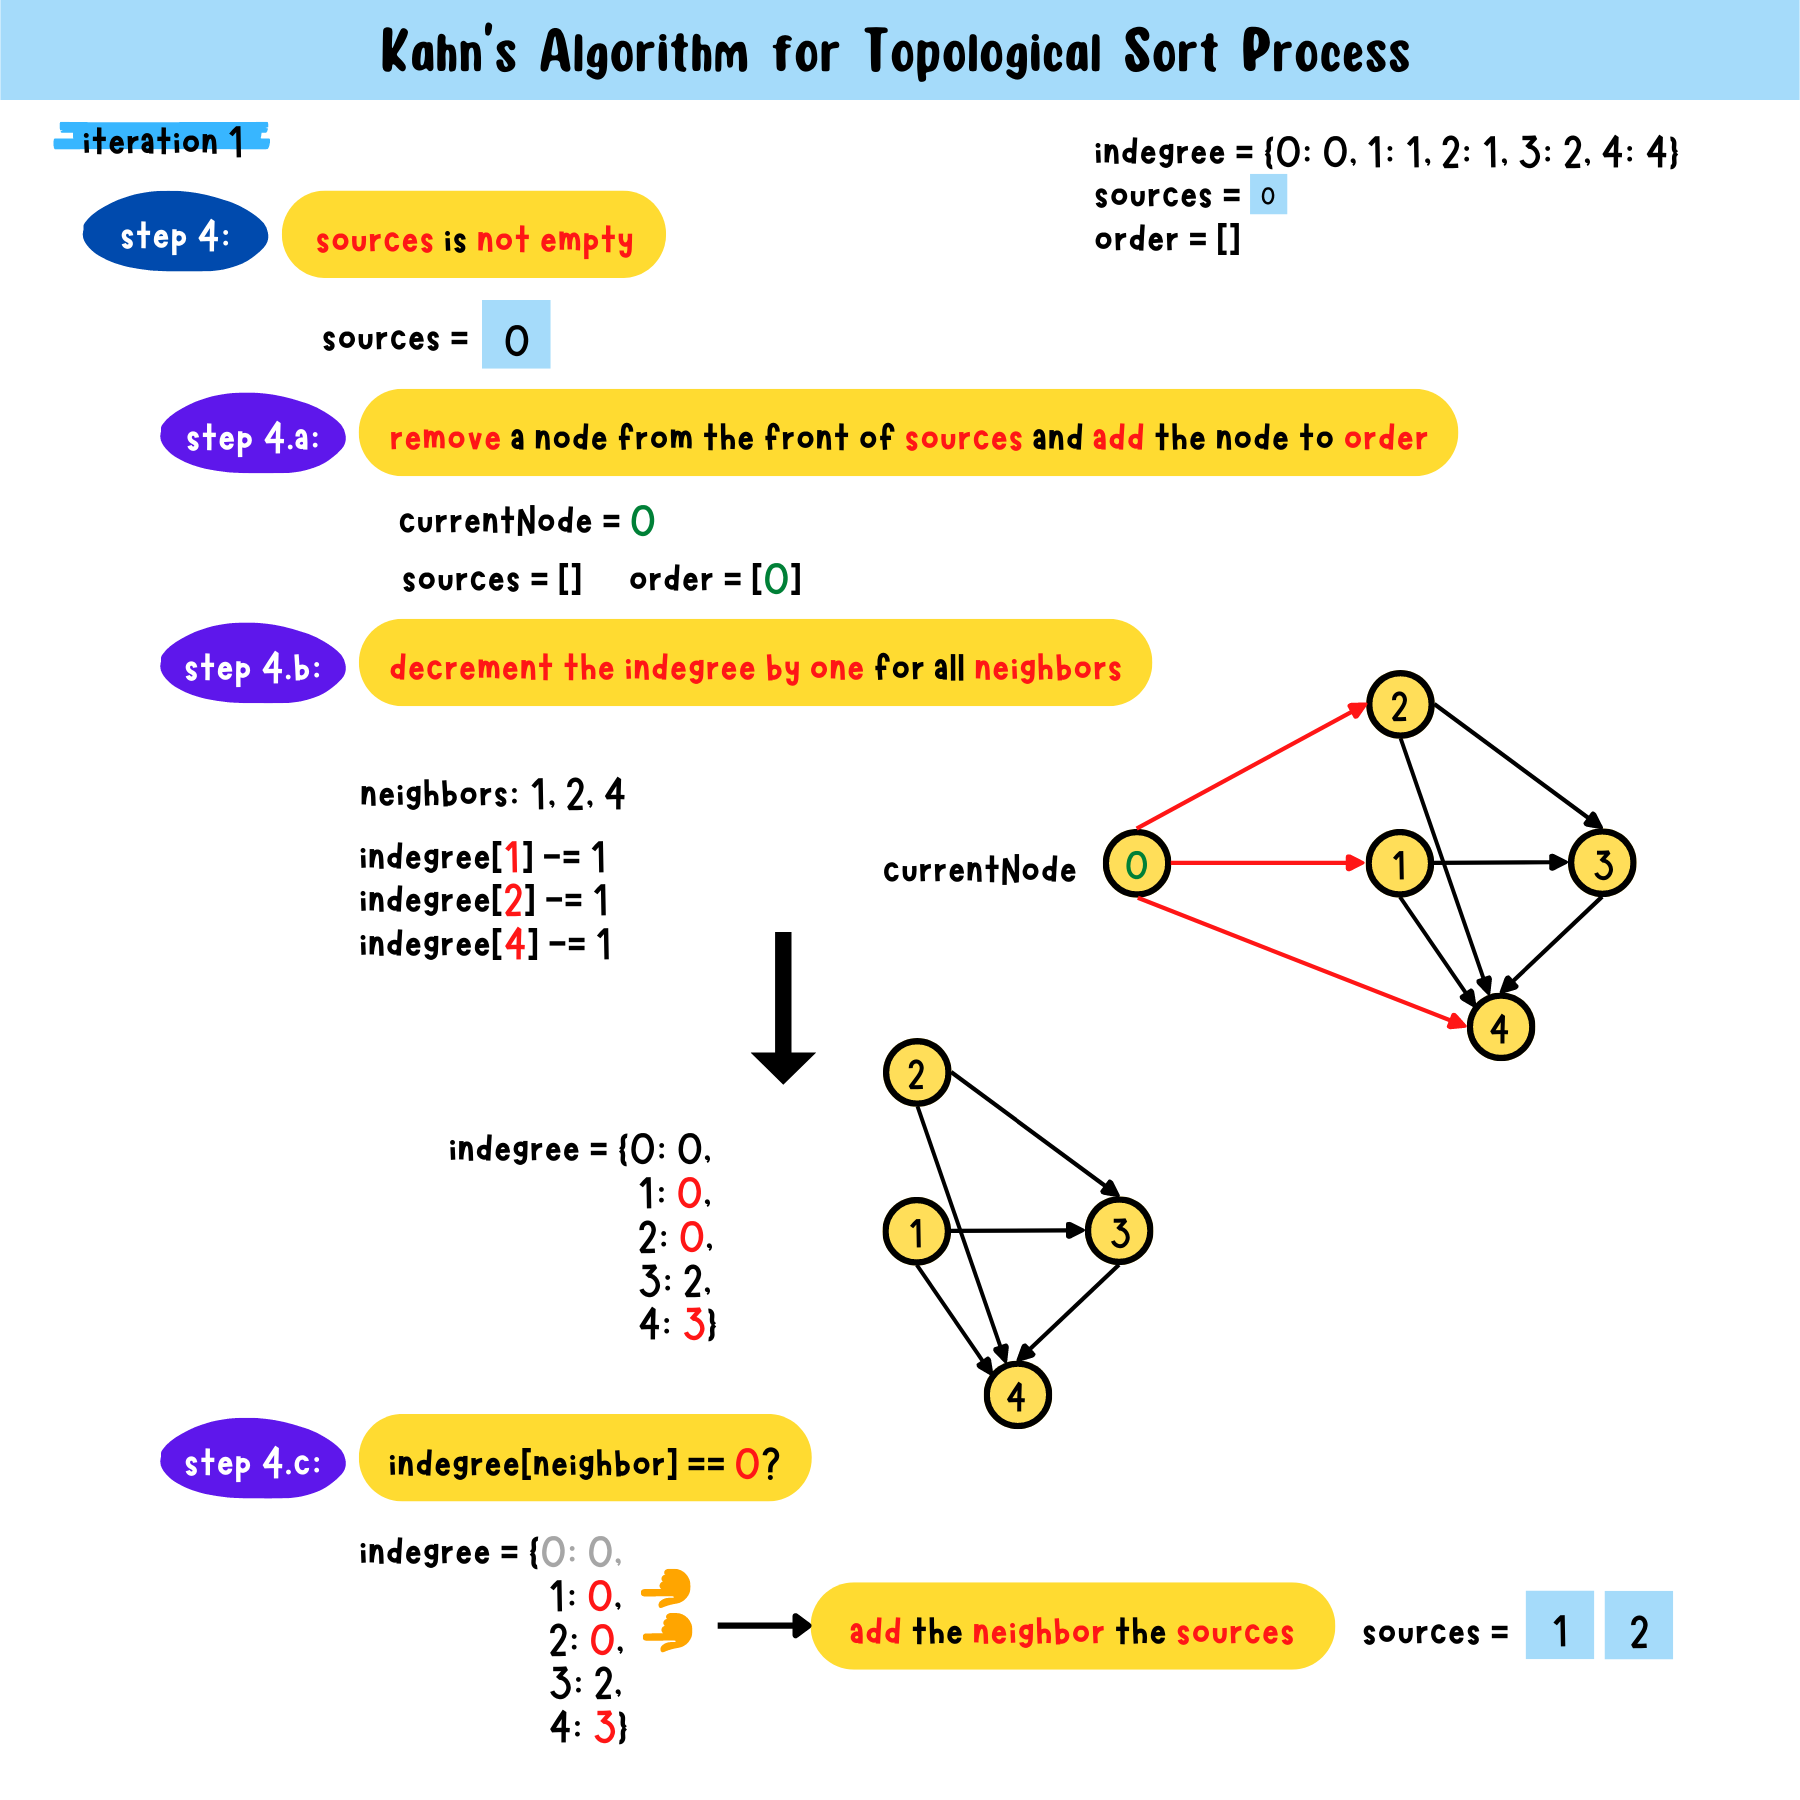 Kahn's Algorithm for Topological Sort Process
iteration 1
indegree = {0: 0, 1: 1, 2: 1, 3: 2, 4: 4}
sources = 0
order = []
step 4:
sources is not empty
sources = 0
step 4.a:
remove a node from the front of sources and add the node to order
currentNode = 0
sources = [] order = [0]
step 4.b:
decrement the indegree by one for all neighbors
neighbors: 1, 2, 4
indegree[1] -= 1
indegree[2] -= 1
indegree[4] -= 1
2
currentNode 0 1 3
4
indegree = {0: 0,
1: 0,
2: 0,
3: 2,
4: 3}
2
1 3
4
step 4.c:
indegree[neighbor] == 0?
indegree = {0: 0,
1: 0,
2: 0,
3: 2,
4: 3}
add the neighbor the sources
sources = 1 2